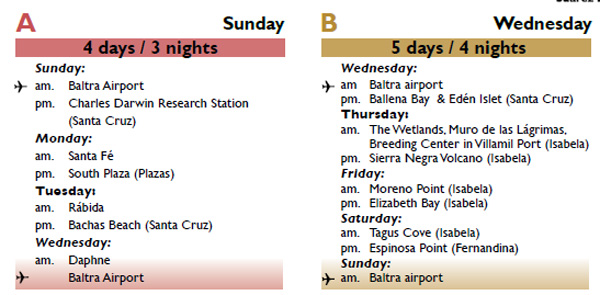 A Sunday
4 days / 3 nights
Sunday:
am. Baltra Airport
pm. Charles Darwin Research Station
(Santa Cruz)
Monday:
am. Santa Fé
pm. South Plaza (Plazas)
Tuesday:
am. Rábida
pm. Bachas Beach (Santa Cruz)
Wednesday:
am. Daphne
Baltra Airport
B Wednesday
5 days / 4 nights
Wednesday:
am Baltra airport
pm. Ballena Bay & Edén Islet (Santa Cruz)
Thursday:
am. The Wetlands, Muro de las Lágrimas,
Breeding Center in Villamil Port (Isabela)
pm. Sierra Negra Volcano (Isabela)
Friday:
am. Moreno Point (Isabela)
pm. Elizabeth Bay (Isabela)
Saturday:
am. Tagus Cove (Isabela)
pm. Espinosa Point (Fernandina)
Sunday:
am. Baltra airport